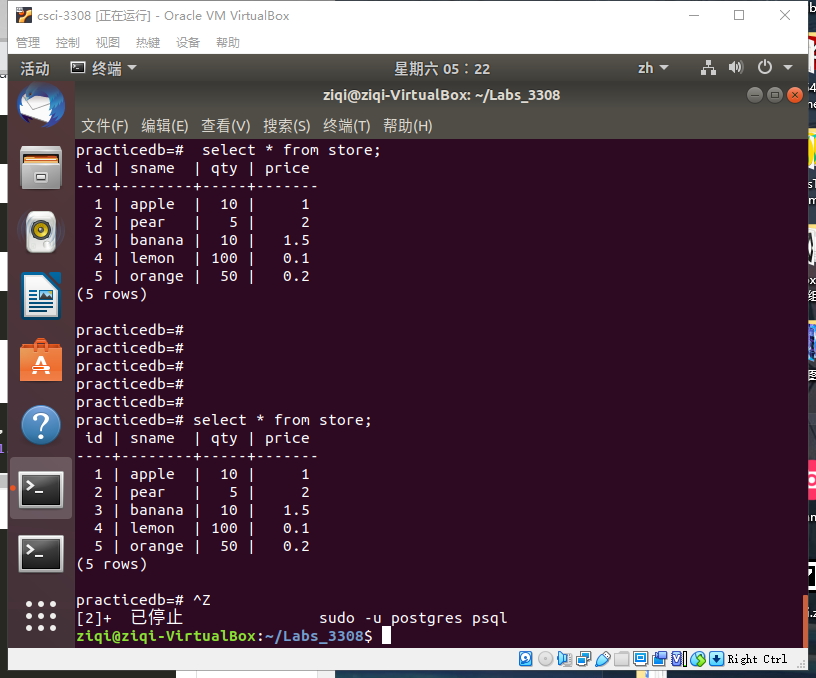 csci-3308 [正在运行] - Oracle VM VirtualBox
管理 控制 视图 热键 设备 帮助
活动 终端 星期六 05：22 zh
ziqi@ziqi-VirtualBox: ~/Labs_3308
文件(F) 编辑(E) 查看(V) 搜索(S) 终端(T) 帮助(H)
practicedb=#  select * from store;
 id | sname  | qty | price
----+--------+-----+-------
  1 | apple  |  10 |     1
  2 | pear   |   5 |     2
  3 | banana |  10 |   1.5
  4 | lemon  | 100 |   0.1
  5 | orange |  50 |   0.2
(5 rows)
practicedb=#
practicedb=#
practicedb=#
practicedb=#
practicedb=#
practicedb=# select * from store;
 id | sname  | qty | price
----+--------+-----+-------
  1 | apple  |  10 |     1
  2 | pear   |   5 |     2
  3 | banana |  10 |   1.5
  4 | lemon  | 100 |   0.1
  5 | orange |  50 |   0.2
(5 rows)
practicedb=# ^Z
[2]+  已停止               sudo -u postgres psql
ziqi@ziqi-VirtualBox:~/Labs_3308$
Right Ctrl